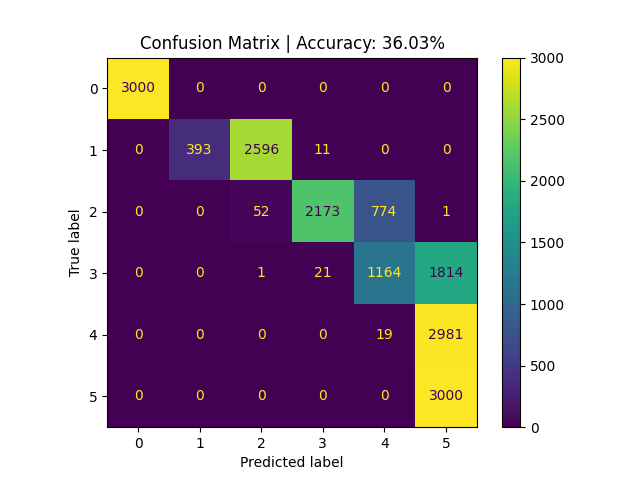 Confusion Matrix | Accuracy: 36.03%
True label
0 3000 0 0 0 0 0
1 0 393 2596 11 0 0
2 0 0 52 2173 774 1
3 0 0 1 21 1164 1814
4 0 0 0 0 19 2981
5 0 0 0 0 0 3000
0 1 2 3 4 5
Predicted label
3000
2500
2000
1500
1000
500
0